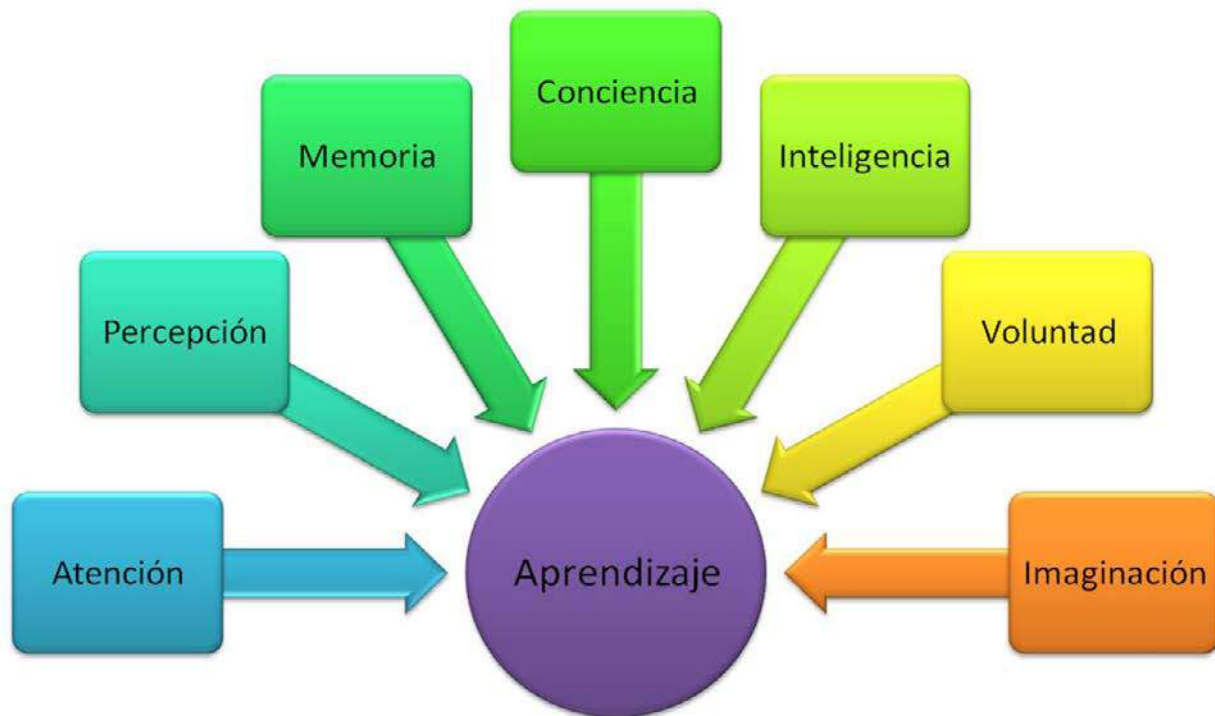 Conciencia
Memoria
Inteligencia
Percepción
Voluntad
Atención
Aprendizaje
Imaginación